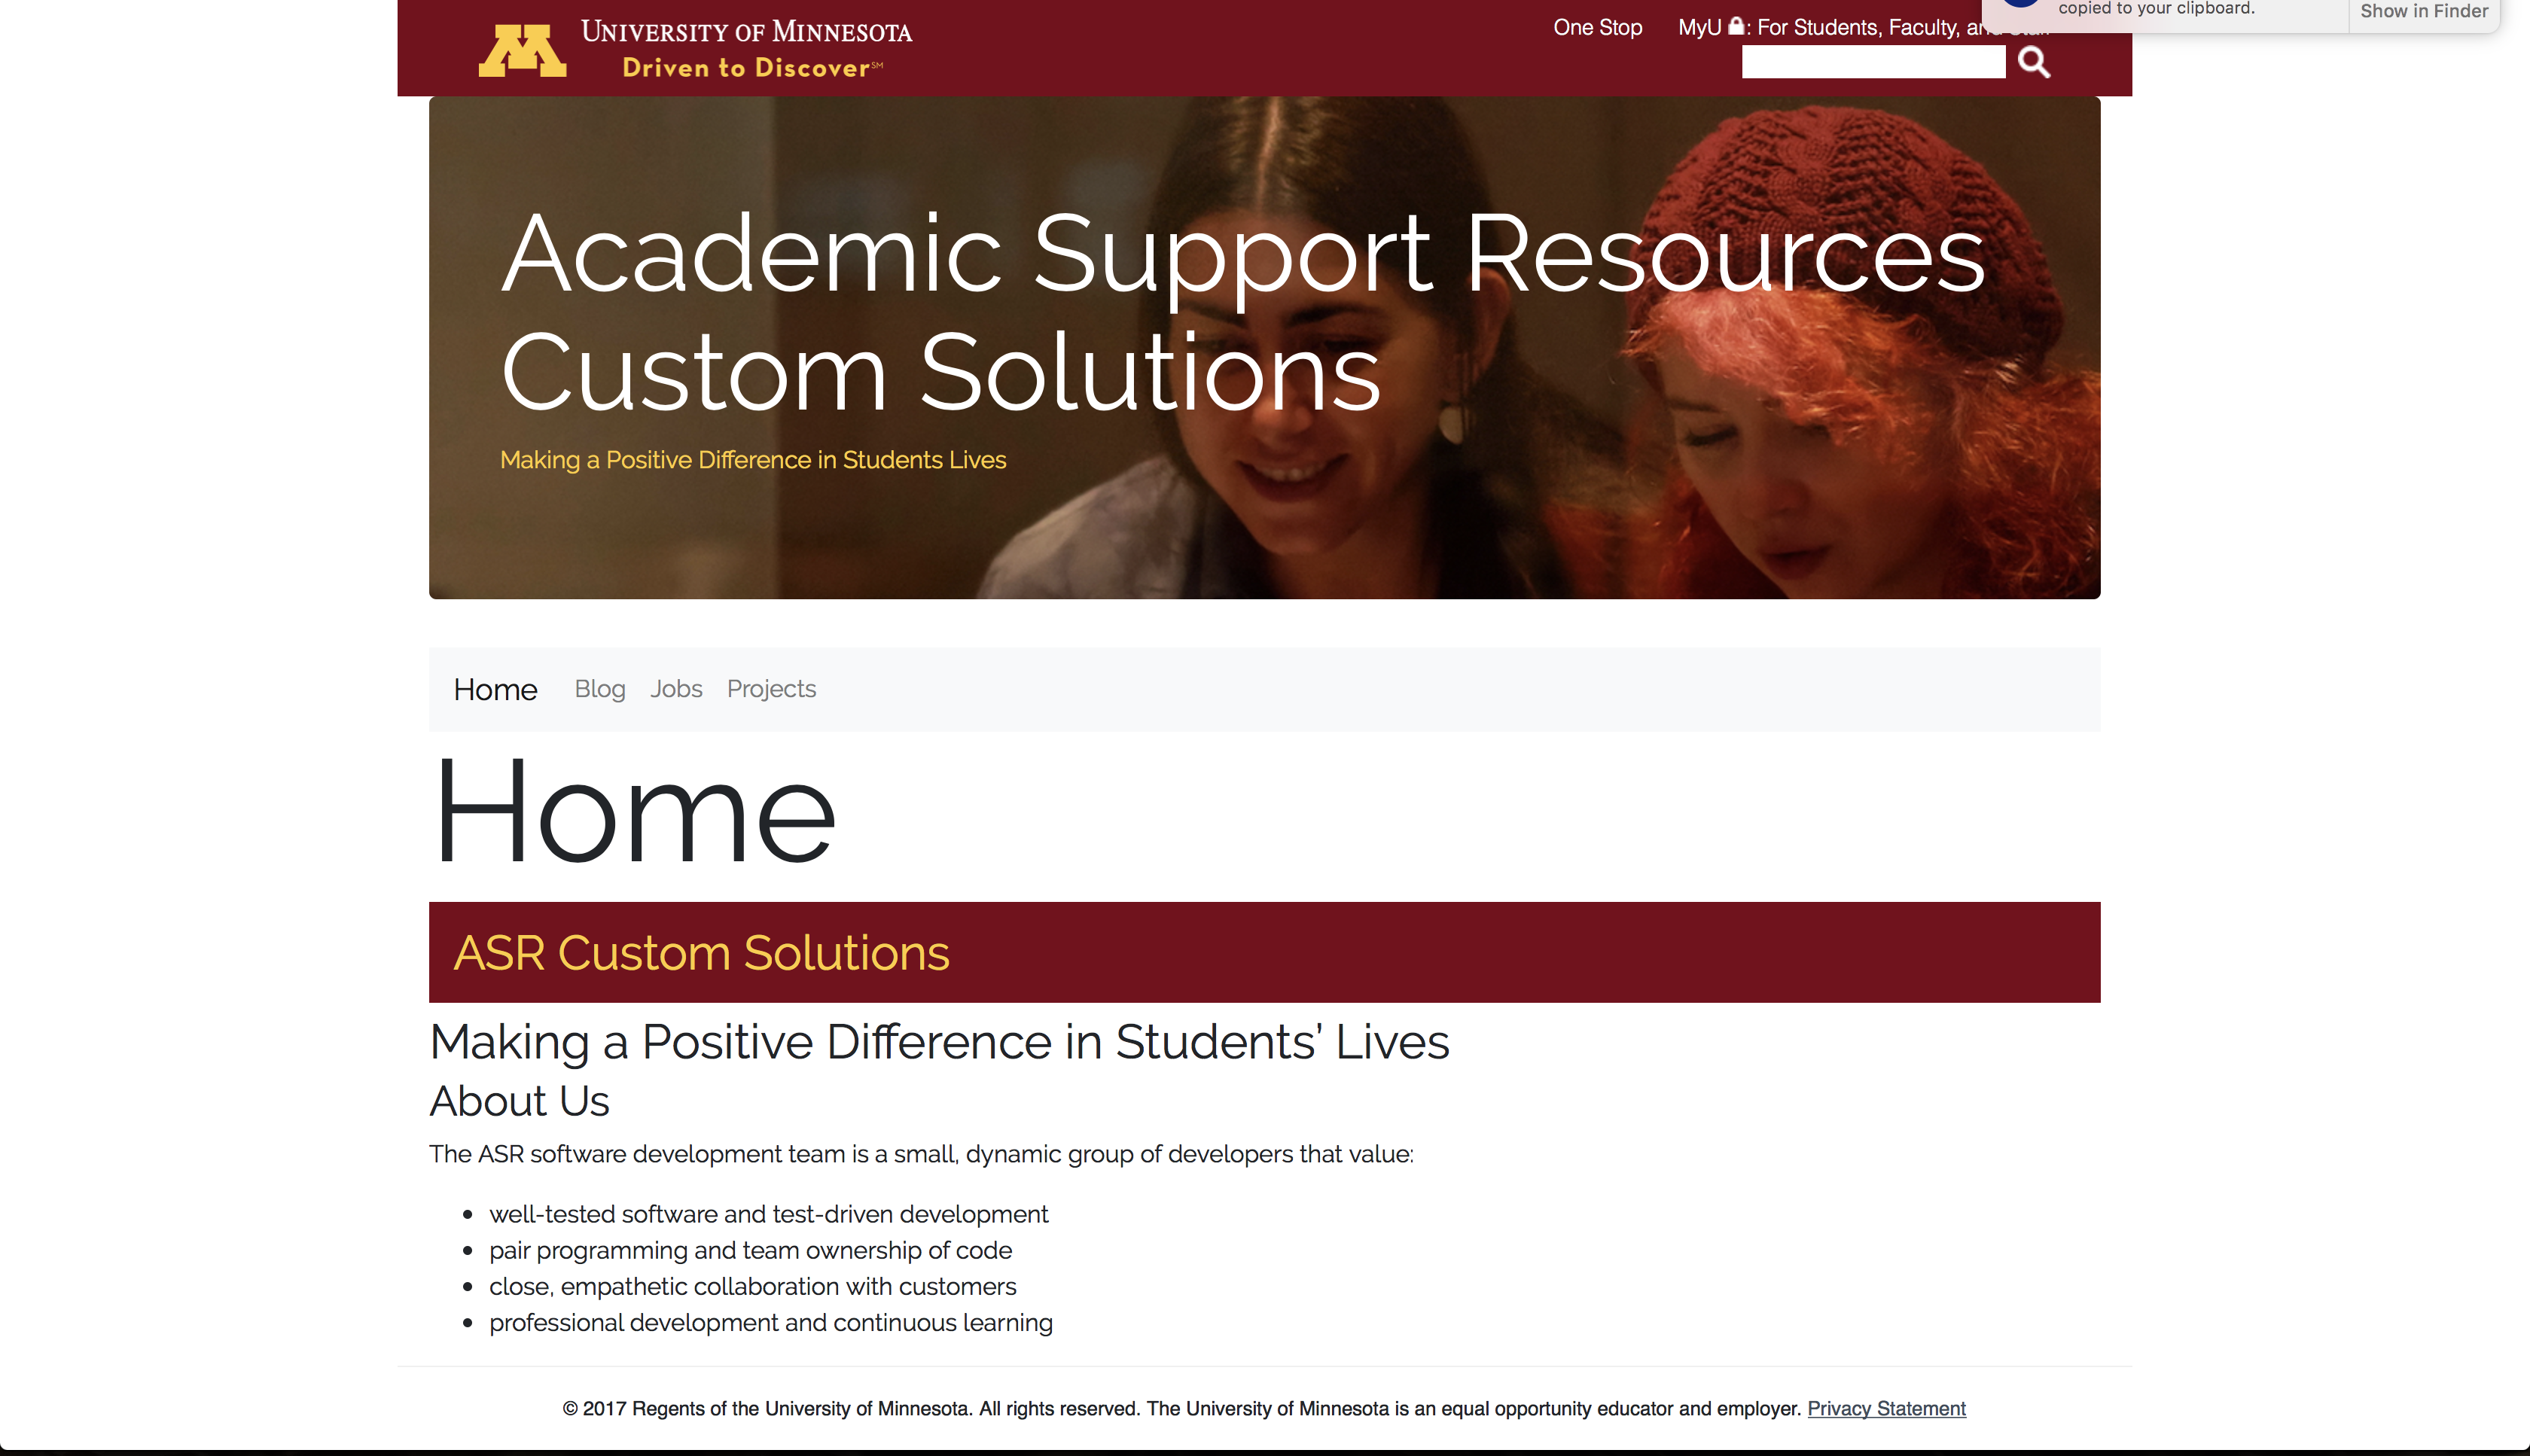 University of Minnesota
Driven to Discover℠
One Stop MyU : For Students, Faculty, and Staff
copied to your clipboard.
Show in Finder
Academic Support Resources
Custom Solutions
Making a Positive Difference in Students Lives
Home Blog Jobs Projects
Home
ASR Custom Solutions
Making a Positive Difference in Students’ Lives
About Us
The ASR software development team is a small, dynamic group of developers that value:
well-tested software and test-driven development
pair programming and team ownership of code
close, empathetic collaboration with customers
professional development and continuous learning
© 2017 Regents of the University of Minnesota. All rights reserved. The University of Minnesota is an equal opportunity educator and employer. Privacy Statement